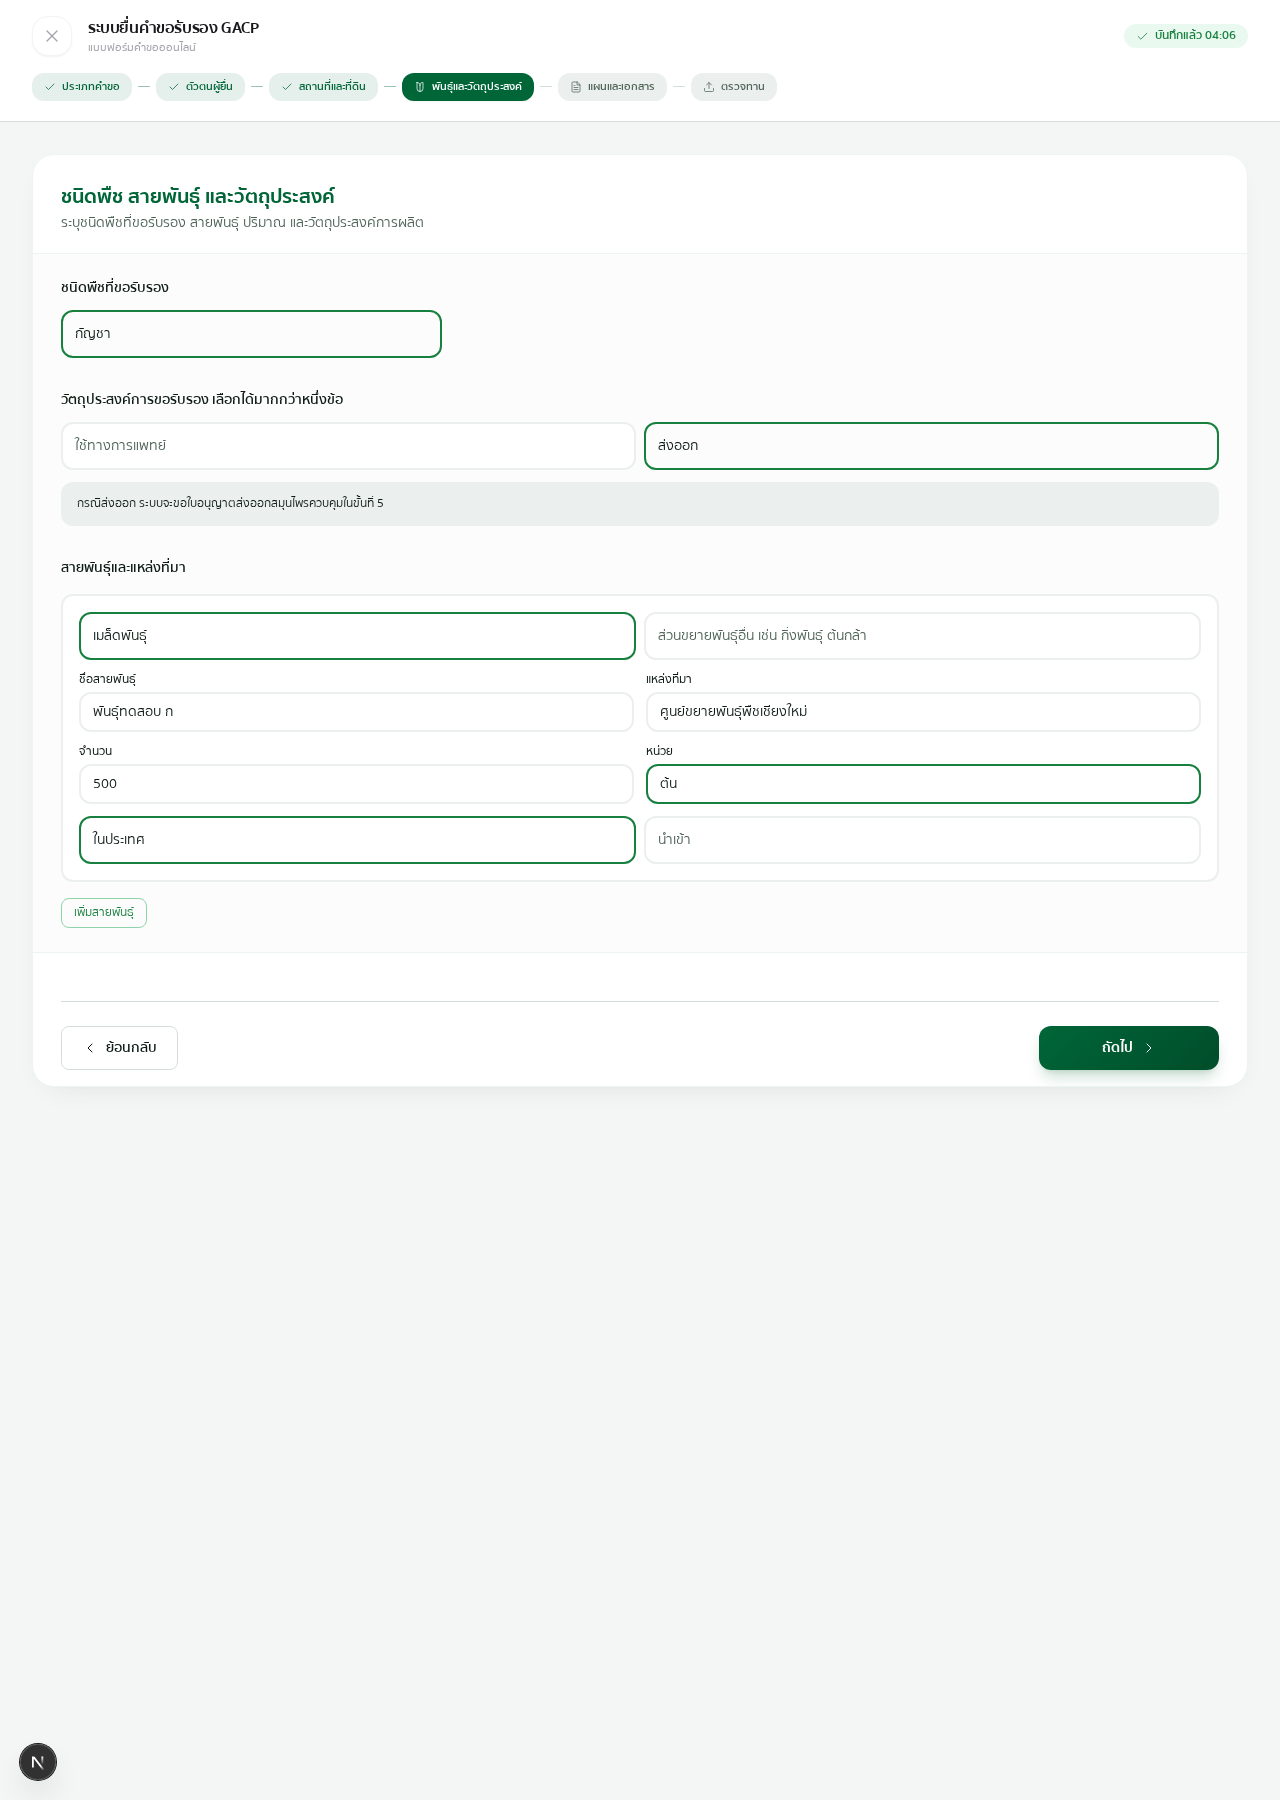 ระบบยื่นคำขอรับรอง GACP
แบบฟอร์มคำขอออนไลน์
บันทึกแล้ว 04:06
ประเภทคำขอ
ตัวตนผู้ยื่น
สถานที่และที่ดิน
พันธุ์และวัตถุประสงค์
แผนและเอกสาร
ตรวจทาน
ชนิดพืช สายพันธุ์ และวัตถุประสงค์
ระบุชนิดพืชที่ขอรับรอง สายพันธุ์ ปริมาณ และวัตถุประสงค์การผลิต
ชนิดพืชที่ขอรับรอง
กัญชา
วัตถุประสงค์การขอรับรอง เลือกได้มากกว่าหนึ่งข้อ
ใช้ทางการแพทย์
ส่งออก
กรณีส่งออก ระบบจะขอใบอนุญาตส่งออกสมุนไพรควบคุมในขั้นที่ 5
สายพันธุ์และแหล่งที่มา
เมล็ดพันธุ์
ส่วนขยายพันธุ์อื่น เช่น กิ่งพันธุ์ ต้นกล้า
ชื่อสายพันธุ์
แหล่งที่มา
พันธุ์ทดสอบ ก
ศูนย์ขยายพันธุ์พืชเชียงใหม่
จำนวน
หน่วย
500
ต้น
ในประเทศ
นำเข้า
เพิ่มสายพันธุ์
ย้อนกลับ
ถัดไป
N